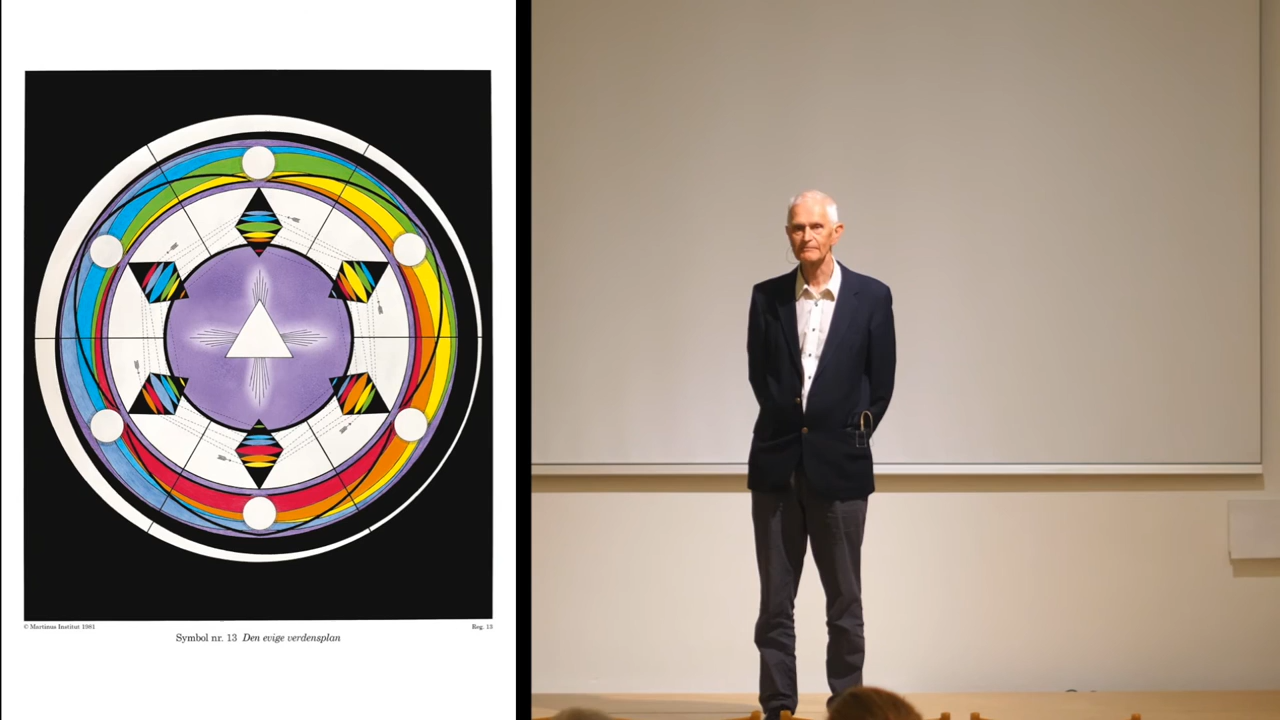 © Martinus Institut 1981
Reg. 13
Symbol nr. 13 Den evige verdensplan